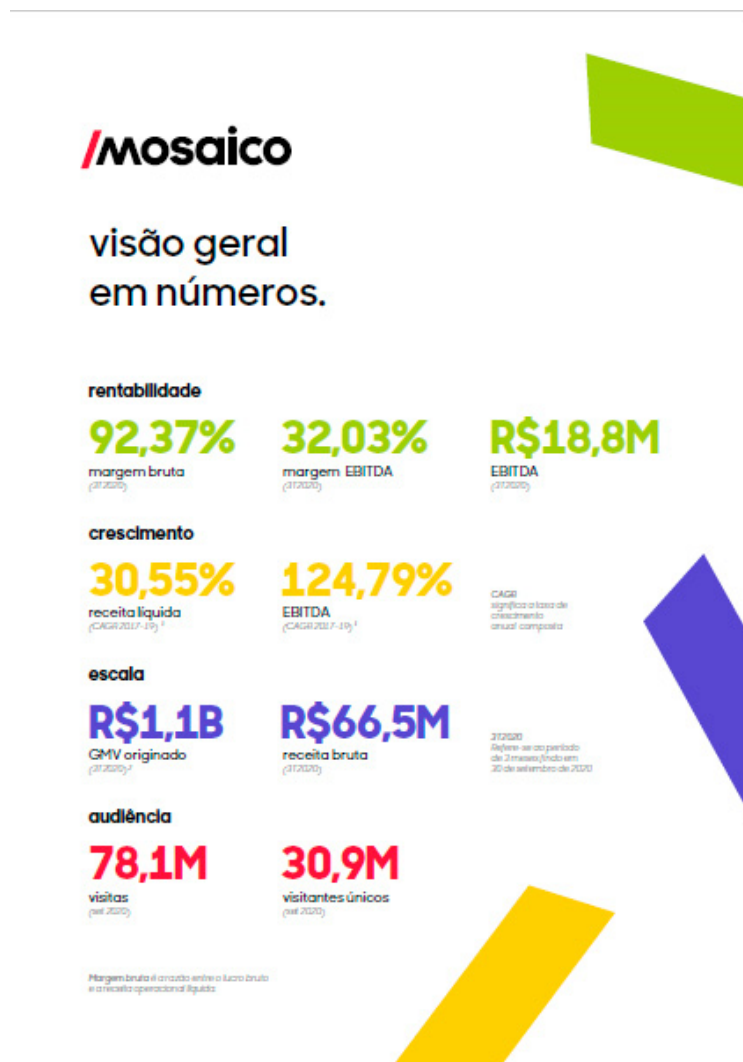 /mosaico
visão geral
em números.
rentabilidade
92,37% 32,03% R$18,8M
margem bruta margem EBITDA EBITDA
(3T2020) (3T2020) (3T2020)
crescimento
30,55% 124,79%
receita líquida EBITDA
(CAGR 2017-19) (CAGR 2017-19)
CAGR
significa a taxa de
crescimento
anual composta
escala
R$1,1B R$66,5M
GMV originado receita bruta
(3T2020)² (3T2020)
3T2020
Refere-se ao período
de 3 meses findo em
30 de setembro de 2020
audiência
78,1M 30,9M
visitas visitantes únicos
(set 2020) (set 2020)
Margem bruta é a razão entre o lucro bruto
e a receita operacional líquida